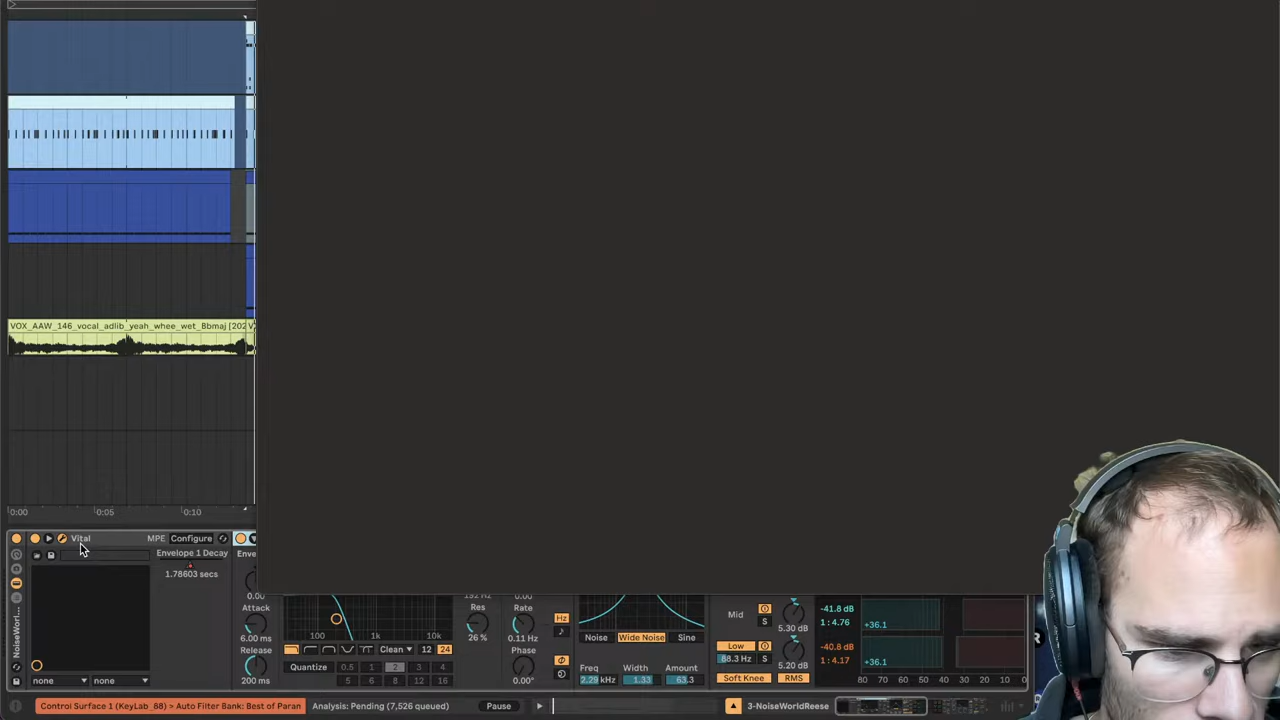 VOX_AAW_146_vocal_adlib_yeah_whee_wet_Bbmaj [202
0:00
0:05
0:10
Vital
MPE
Configure
Envelope 1 Decay
1.78603 secs
none
none
Enve
0.00
Attack
6.00 ms
Release
200 ms
100
1k
10k
Clean
12
24
Quantize
0.5
1
2
3
4
5
6
8
12
16
192 Hz
Res
26 %
0.00
Rate
0.11 Hz
Phase
0.00°
Hz
Noise
Wide Noise
Sine
Freq
2.29 kHz
Width
1.33
Amount
63.3
Mid
S
5.30 dB
Low
88.3 Hz
S
5.20 dB
Soft Knee
RMS
-41.8 dB
1 : 4.76
+36.1
-40.8 dB
1 : 4.17
+36.1
80
70
60
50
40
30
20
10
0
NoiseWorl...
Control Surface 1 (KeyLab_88) > Auto Filter Bank: Best of Paran
Analysis: Pending (7,526 queued)
Pause
3-NoiseWorldReese